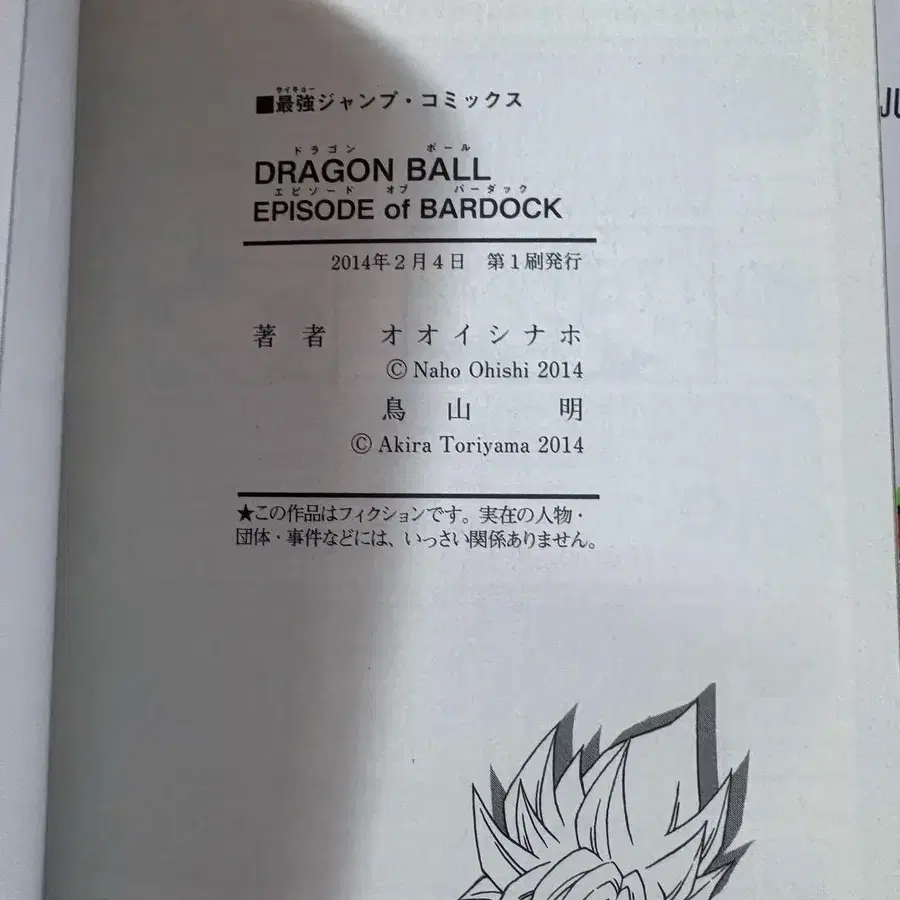 サイキョー
■最強ジャンプ・コミックス
ドラゴン ボール
DRAGON BALL
エピソード オブ バーダック
EPISODE of BARDOCK
2014年2月4日 第1刷発行
著者 オオイシナホ
© Naho Ohishi 2014
鳥山 明
© Akira Toriyama 2014
★この作品はフィクションです。実在の人物・
団体・事件などには、いっさい関係ありません。